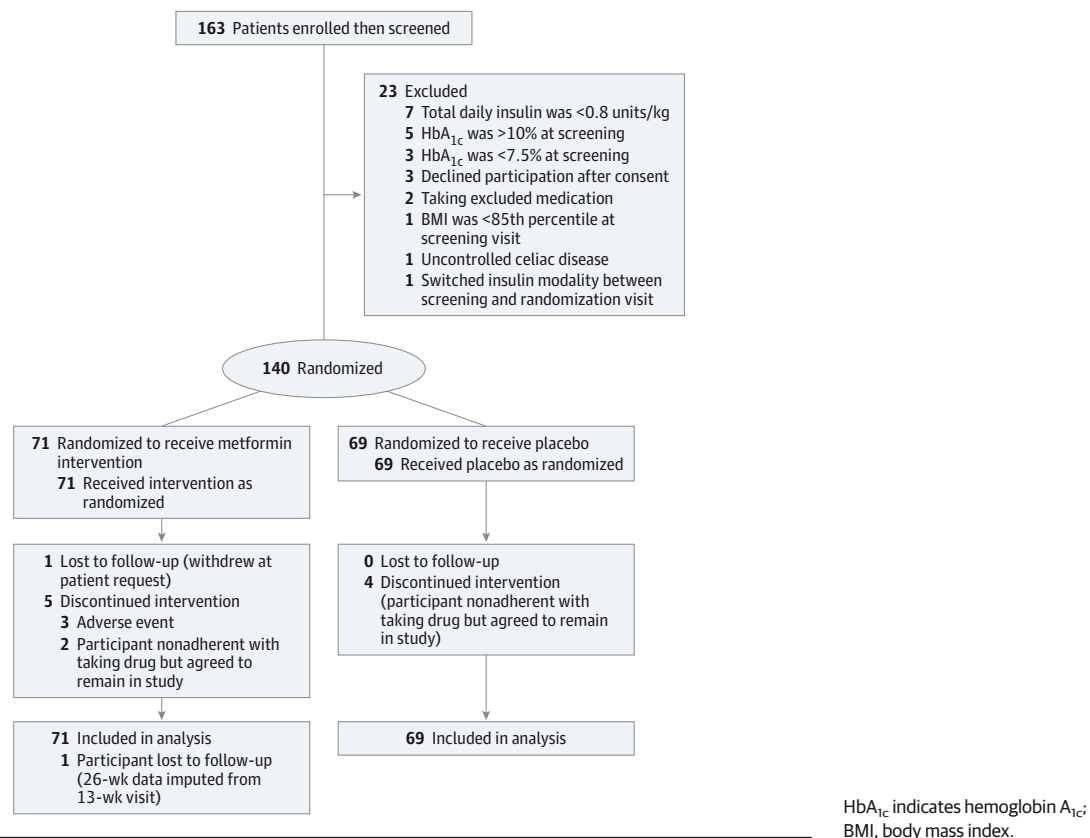 163 Patients enrolled then screened
23 Excluded
7 Total daily insulin was <0.8 units/kg
5 HbA1c was >10% at screening
3 HbA1c was <7.5% at screening
3 Declined participation after consent
2 Taking excluded medication
1 BMI was <85th percentile at
screening visit
1 Uncontrolled celiac disease
1 Switched insulin modality between
screening and randomization visit
140 Randomized
71 Randomized to receive metformin
intervention
71 Received intervention as
randomized
69 Randomized to receive placebo
69 Received placebo as randomized
1 Lost to follow-up (withdrew at
patient request)
5 Discontinued intervention
3 Adverse event
2 Participant nonadherent with
taking drug but agreed to
remain in study
0 Lost to follow-up
4 Discontinued intervention
(participant nonadherent with
taking drug but agreed to remain
in study)
71 Included in analysis
1 Participant lost to follow-up
(26-wk data imputed from
13-wk visit)
69 Included in analysis
HbA1c indicates hemoglobin A1c;
BMI, body mass index.